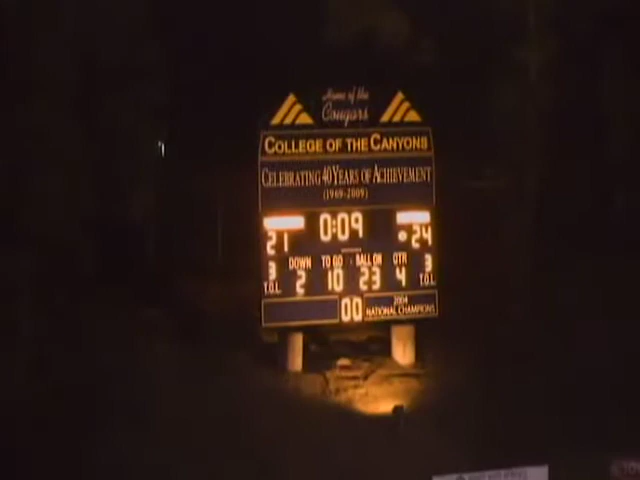 Home of the
Cougars
COLLEGE OF THE CANYONS
CELEBRATING 40 YEARS OF ACHIEVEMENT
(1969-2009)
21 0:09 24
DOWN TO GO BALL ON QTR
3 2 10 23 4 3
T.O.L. T.O.L.
00
2004
NATIONAL CHAMPIONS